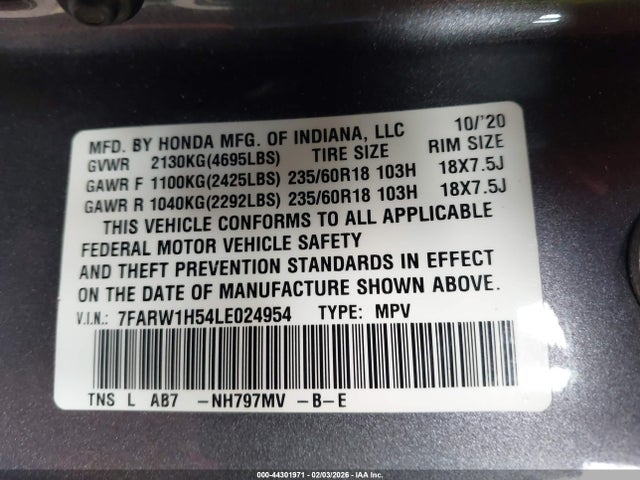 MFD. BY HONDA MFG. OF INDIANA, LLC 10/'20
GVWR 2130KG(4695LBS) TIRE SIZE RIM SIZE
GAWR F 1100KG(2425LBS) 235/60R18 103H 18X7.5J
GAWR R 1040KG(2292LBS) 235/60R18 103H 18X7.5J
THIS VEHICLE CONFORMS TO ALL APPLICABLE
FEDERAL MOTOR VEHICLE SAFETY
AND THEFT PREVENTION STANDARDS IN EFFECT
ON THE DATE OF MANUFACTURE SHOWN ABOVE.
V.I.N.: 7FARW1H54LE024954 TYPE: MPV
TNS L AB7 -NH797MV -B-E
000-44301971 - 02/03/2026 - IAA Inc.